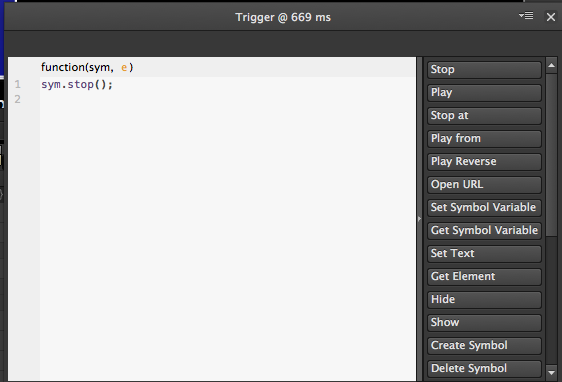 Trigger @ 669 ms
function(sym, e)
1 sym.stop();
2
Stop
Play
Stop at
Play from
Play Reverse
Open URL
Set Symbol Variable
Get Symbol Variable
Set Text
Get Element
Hide
Show
Create Symbol
Delete Symbol